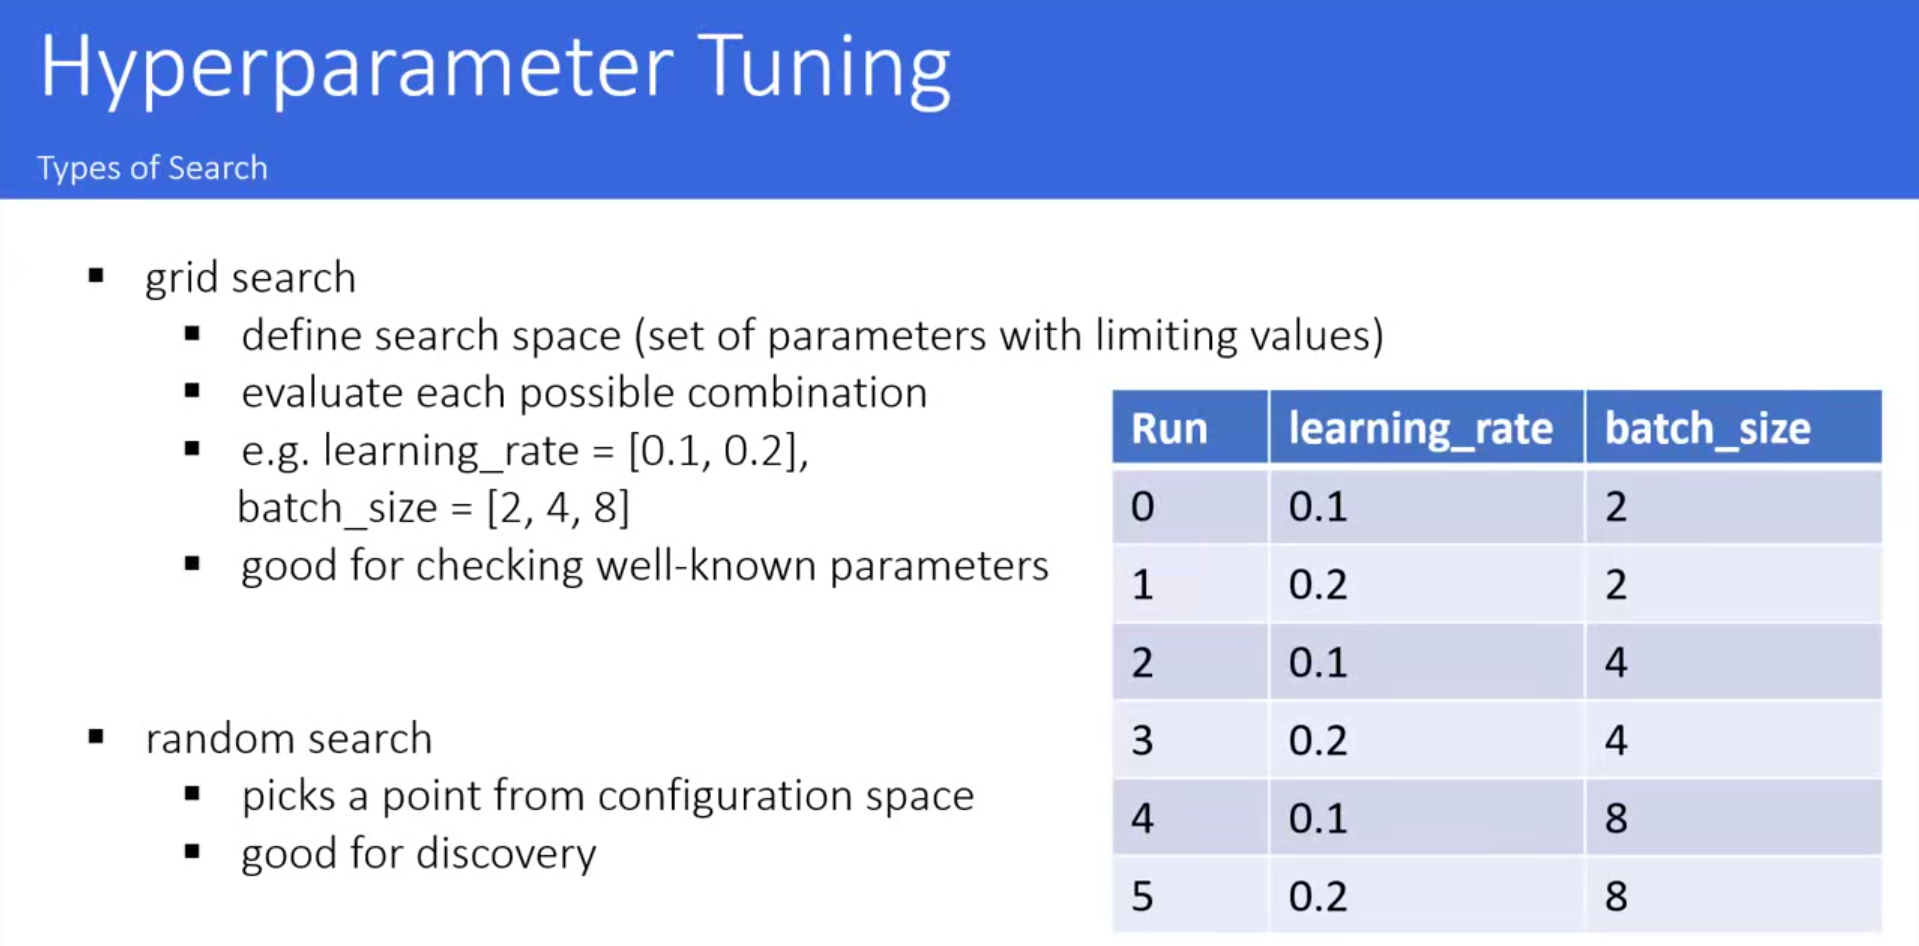 Hyperparameter Tuning
Types of Search
▪ grid search
▪ define search space (set of parameters with limiting values)
▪ evaluate each possible combination
▪ e.g. learning_rate = [0.1, 0.2],
batch_size = [2, 4, 8]
▪ good for checking well-known parameters
▪ random search
▪ picks a point from configuration space
▪ good for discovery
Run learning_rate batch_size
0 0.1 2
1 0.2 2
2 0.1 4
3 0.2 4
4 0.1 8
5 0.2 8